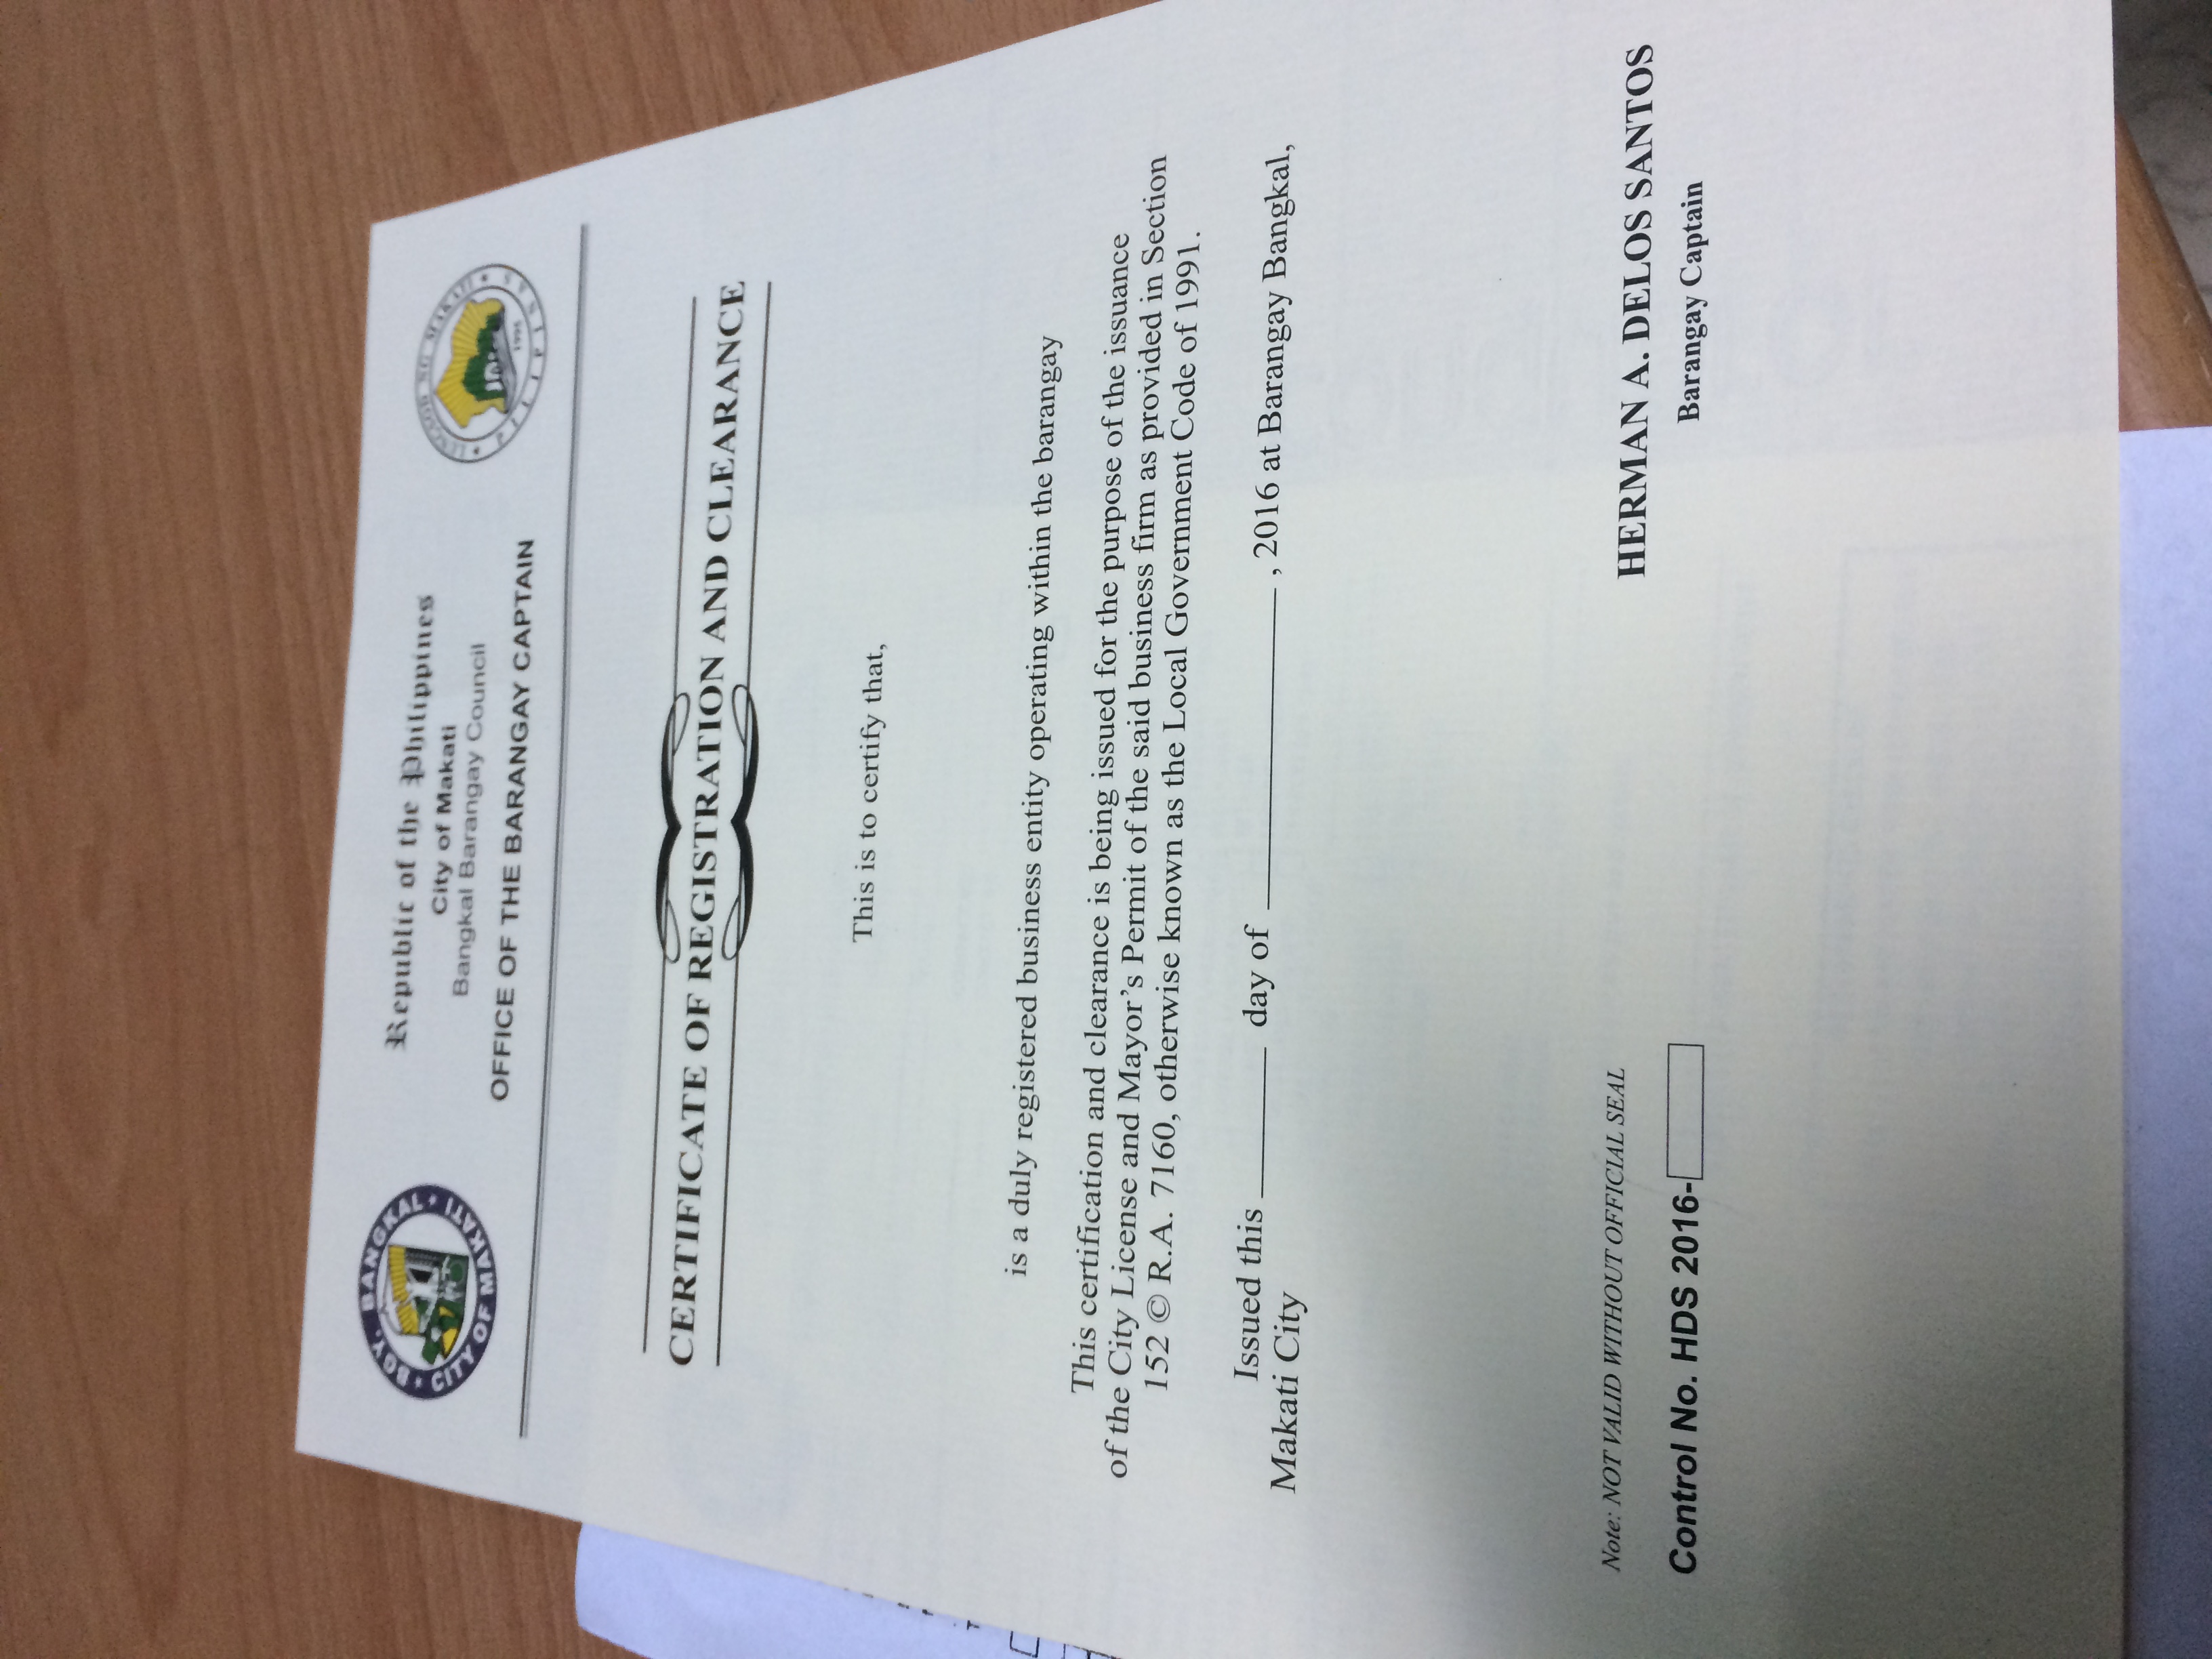 BGY. BANGKAL
CITY OF MAKATI
Republic of the Philippines
City of Makati
Bangkal Barangay Council
OFFICE OF THE BARANGAY CAPTAIN
LUNGSOD NG MAKATI
PILIPINAS
1995
CERTIFICATE OF REGISTRATION AND CLEARANCE
This is to certify that,
is a duly registered business entity operating within the barangay
This certification and clearance is being issued for the purpose of the issuance
of the City License and Mayor's Permit of the said business firm as provided in Section
152 © R.A. 7160, otherwise known as the Local Government Code of 1991.
Issued this ________ day of _________________ , 2016 at Barangay Bangkal,
Makati City
Note: NOT VALID WITHOUT OFFICIAL SEAL
Control No. HDS 2016-
HERMAN A. DELOS SANTOS
Barangay Captain